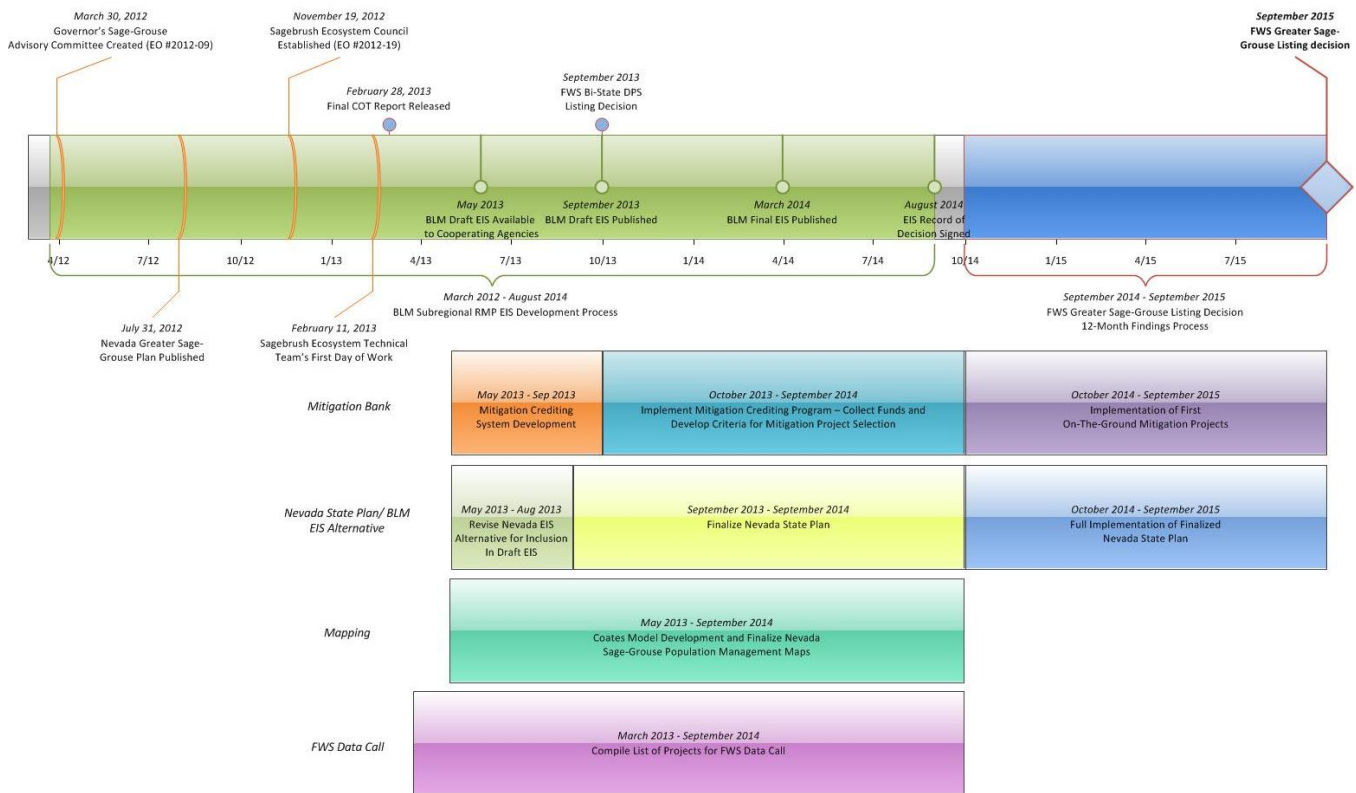 March 30, 2012
Governor's Sage-Grouse
Advisory Committee Created (EO #2012-09)
November 19, 2012
Sagebrush Ecosystem Council
Established (EO #2012-19)
September 2015
FWS Greater Sage-
Grouse Listing decision
February 28, 2013
Final COT Report Released
September 2013
FWS Bi-State DPS
Listing Decision
May 2013
BLM Draft EIS Available
to Cooperating Agencies
September 2013
BLM Draft EIS Published
March 2014
BLM Final EIS Published
August 2014
EIS Record of
Decision Signed
4/12
7/12
10/12
1/13
4/13
7/13
10/13
1/14
4/14
7/14
10/14
1/15
4/15
7/15
March 2012 - August 2014
BLM Subregional RMP EIS Development Process
September 2014 - September 2015
FWS Greater Sage-Grouse Listing Decision
12-Month Findings Process
July 31, 2012
Nevada Greater Sage-
Grouse Plan Published
February 11, 2013
Sagebrush Ecosystem Technical
Team's First Day of Work
Mitigation Bank
May 2013 - Sep 2013
Mitigation Crediting
System Development
October 2013 - September 2014
Implement Mitigation Crediting Program – Collect Funds and
Develop Criteria for Mitigation Project Selection
October 2014 - September 2015
Implementation of First
On-The-Ground Mitigation Projects
Nevada State Plan/ BLM
EIS Alternative
May 2013 - Aug 2013
Revise Nevada EIS
Alternative for Inclusion
In Draft EIS
September 2013 - September 2014
Finalize Nevada State Plan
October 2014 - September 2015
Full Implementation of Finalized
Nevada State Plan
Mapping
May 2013 - September 2014
Coates Model Development and Finalize Nevada
Sage-Grouse Population Management Maps
FWS Data Call
March 2013 - September 2014
Compile List of Projects for FWS Data Call